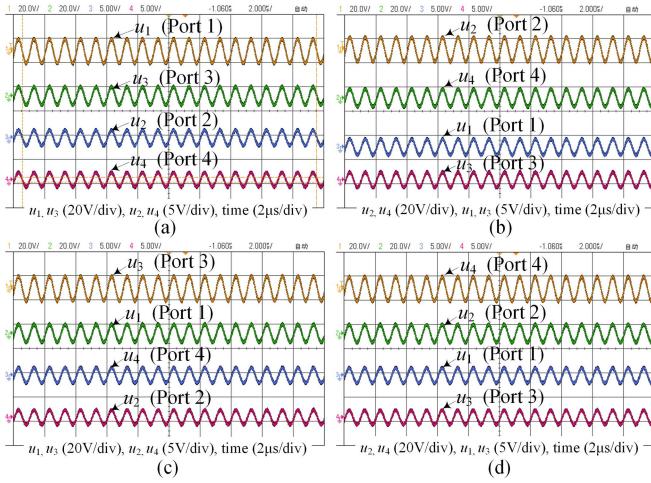 1 20.0V/ 2 20.0V/ 3 5.00V/ 4 5.00V/ -1.060% 2.000% 自动
u1 (Port 1)
u3 (Port 3)
u2 (Port 2)
u4 (Port 4)
u1, u3 (20V/div), u2, u4 (5V/div), time (2μs/div)
(a)
1 20.0V/ 2 20.0V/ 3 5.00V/ 4 5.00V/ -1.060% 2.000% 自动
u2 (Port 2)
u4 (Port 4)
u1 (Port 1)
u3 (Port 3)
u2, u4 (20V/div), u1, u3 (5V/div), time (2μs/div)
(b)
1 20.0V/ 2 20.0V/ 3 5.00V/ 4 5.00V/ -1.060% 2.000% 自动
u3 (Port 3)
u1 (Port 1)
u4 (Port 4)
u2 (Port 2)
u1, u3 (20V/div), u2, u4 (5V/div), time (2μs/div)
(c)
1 20.0V/ 2 20.0V/ 3 5.00V/ 4 5.00V/ -1.060% 2.000% 自动
u4 (Port 4)
u2 (Port 2)
u1 (Port 1)
u3 (Port 3)
u2, u4 (20V/div), u1, u3 (5V/div), time (2μs/div)
(d)